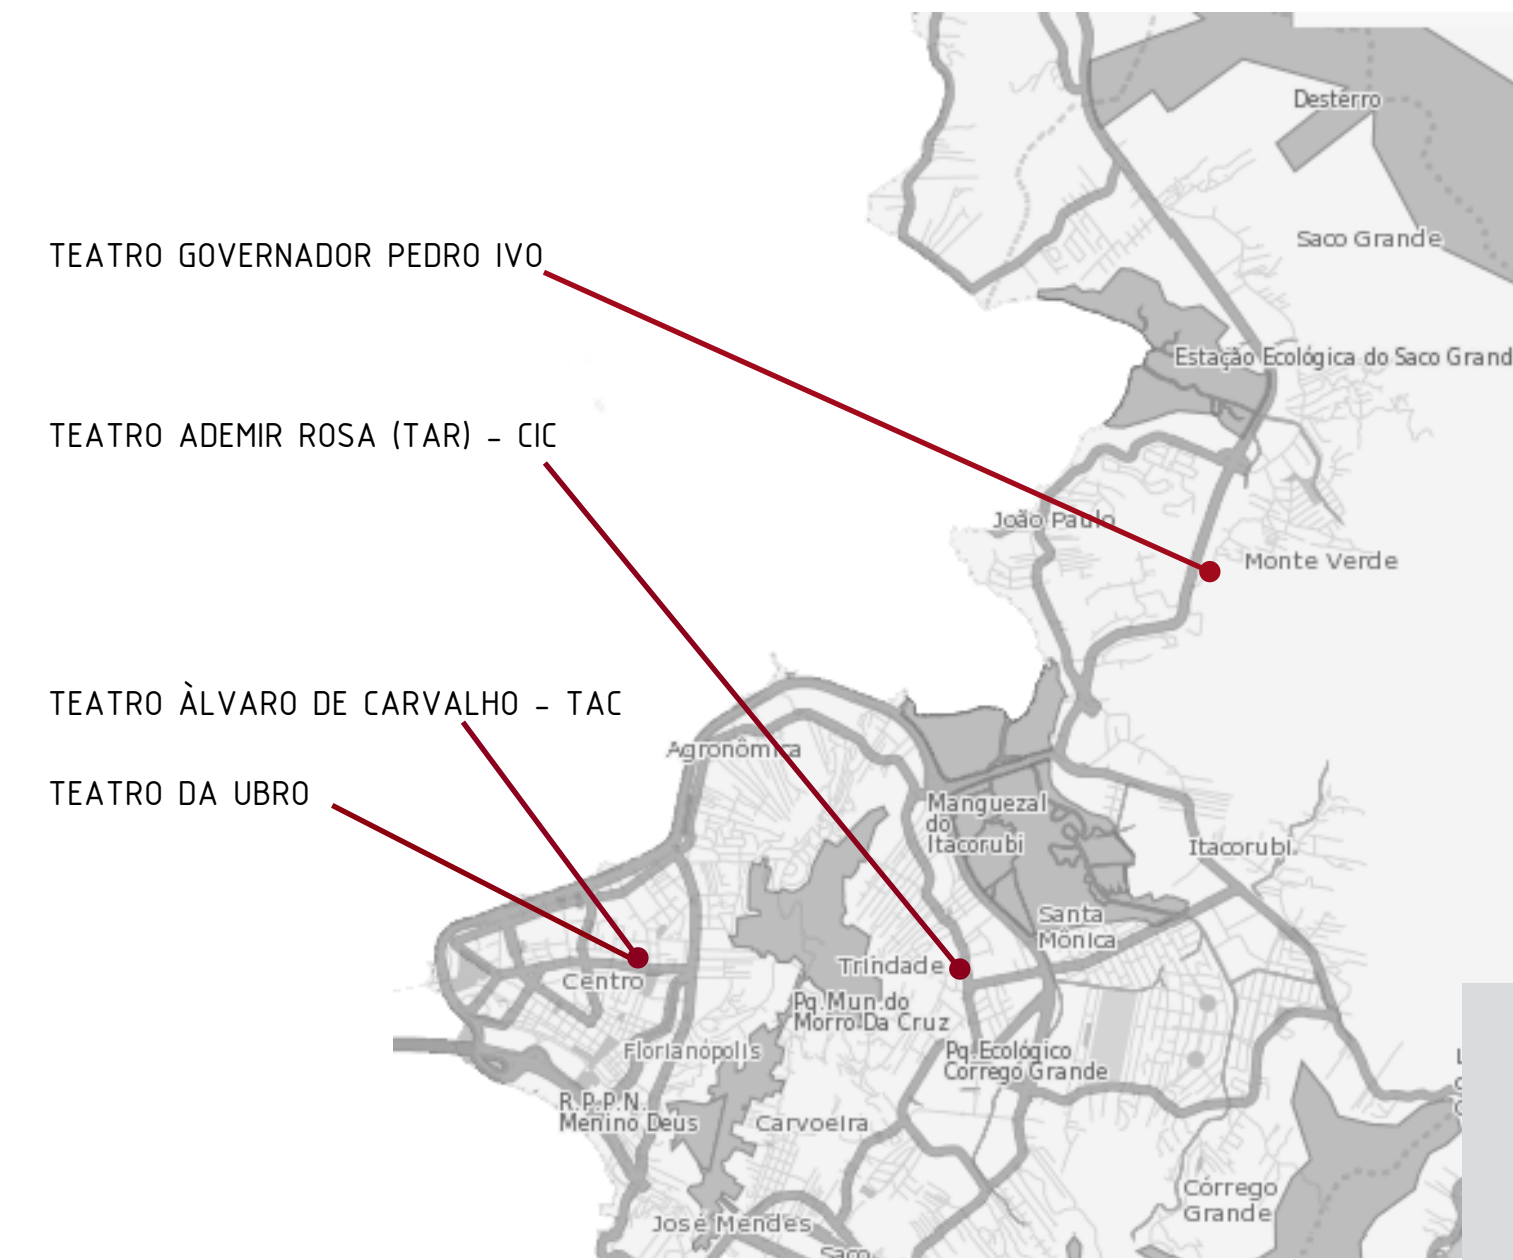 Desterro
Saco Grande
TEATRO GOVERNADOR PEDRO IVO
Estação Ecológica do Saco Grand
TEATRO ADEMIR ROSA (TAR) - CIC
João Paulo
Monte Verde
TEATRO ÀLVARO DE CARVALHO - TAC
Agronômica
TEATRO DA UBRO
Manguezal
do
Itacorubi
Itacorubi
Santa
Mônica
Trindade
Centro
Pq.Mun.do
Morro Da Cruz
Florianópolis
Pq.Ecológico
Córrego Grande
R.P.P.N.
Menino Deus
Carvoeira
Córrego
Grande
José Mendes
Saco